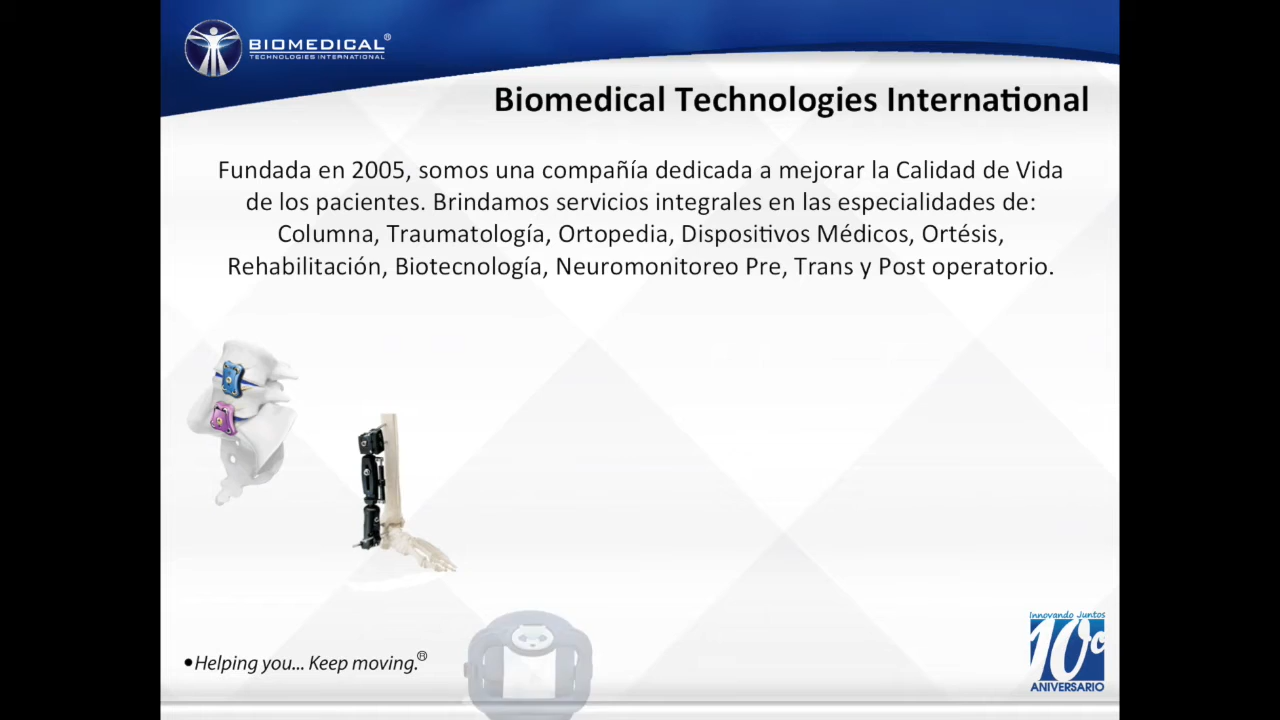 BIOMEDICAL®
TECHNOLOGIES INTERNATIONAL
Biomedical Technologies International
Fundada en 2005, somos una compañía dedicada a mejorar la Calidad de Vida
de los pacientes. Brindamos servicios integrales en las especialidades de:
Columna, Traumatología, Ortopedia, Dispositivos Médicos, Ortésis,
Rehabilitación, Biotecnología, Neuromonitoreo Pre, Trans y Post operatorio.
•Helping you... Keep moving.®
Innovando Juntos
10º
ANIVERSARIO